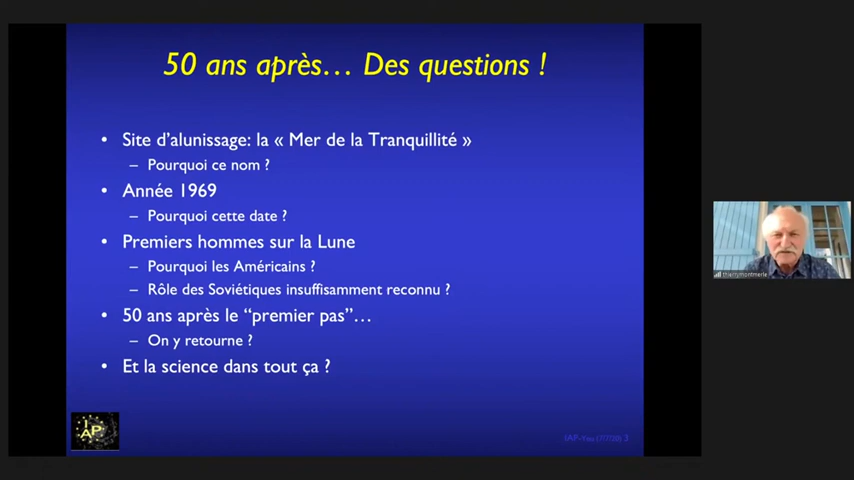 50 ans après… Des questions !
• Site d’alunissage: la « Mer de la Tranquillité »
– Pourquoi ce nom ?
• Année 1969
– Pourquoi cette date ?
• Premiers hommes sur la Lune
– Pourquoi les Américains ?
– Rôle des Soviétiques insuffisamment reconnu ?
• 50 ans après le “premier pas”…
– On y retourne ?
• Et la science dans tout ça ?
thierrymontmerle
IAP
3